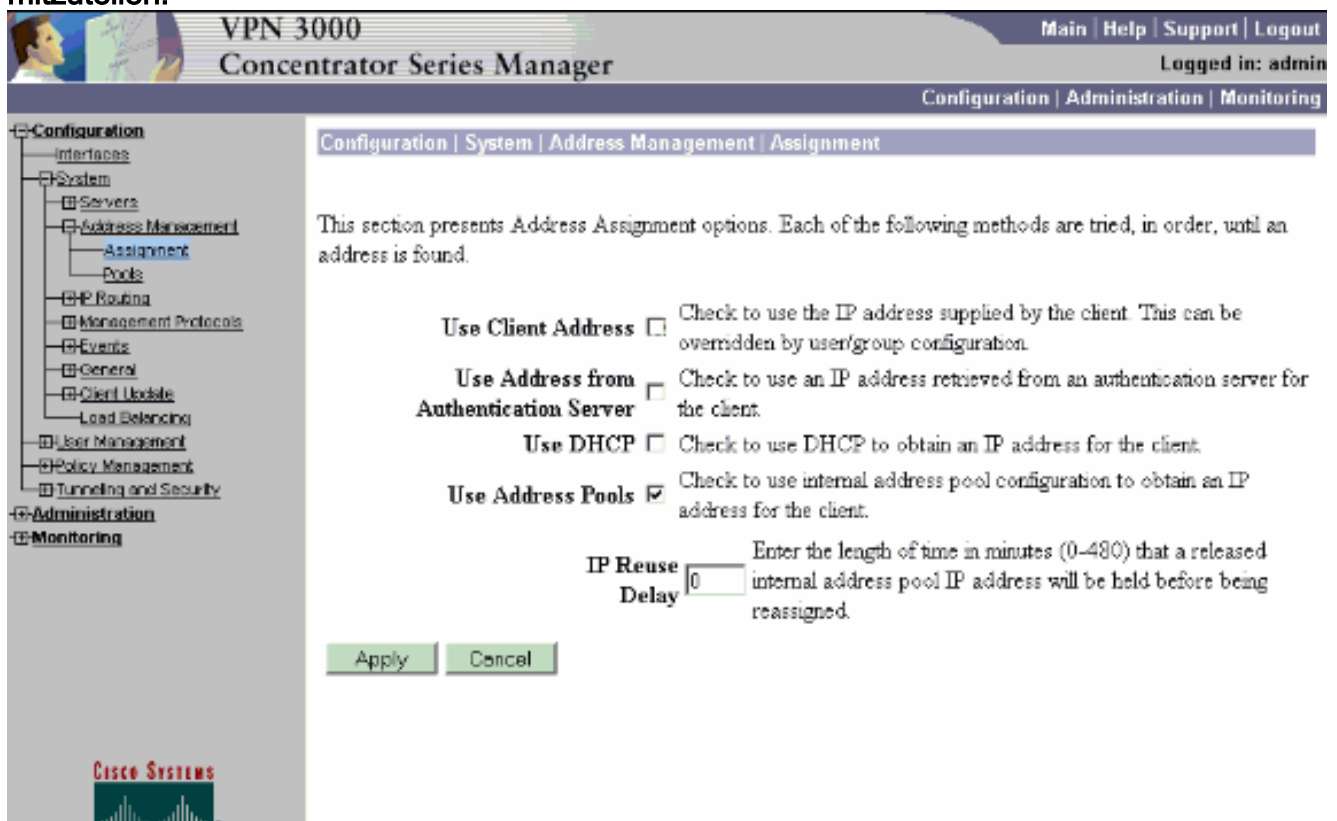 mitzuteilen.
VPN 3000
Concentrator Series Manager
Main | Help | Support | Logout
Logged in: admin
Configuration | Administration | Monitoring
Configuration
Interfaces
System
Servers
Address Management
Assignment
Pools
IP Routing
Management Protocols
Events
General
Client Update
Load Balancing
User Management
Policy Management
Tunneling and Security
Administration
Monitoring
Configuration | System | Address Management | Assignment
This section presents Address Assignment options. Each of the following methods are tried, in order, until an
address is found.
Use Client Address
Check to use the IP address supplied by the client. This can be
overridden by user/group configuration.
Use Address from
Authentication Server
Check to use an IP address retrieved from an authentication server for
the client.
Use DHCP
Check to use DHCP to obtain an IP address for the client.
Use Address Pools
Check to use internal address pool configuration to obtain an IP
address for the client.
IP Reuse
Delay
0
Enter the length of time in minutes (0-480) that a released
internal address pool IP address will be held before being
reassigned.
Apply
Cancel
CISCO SYSTEMS